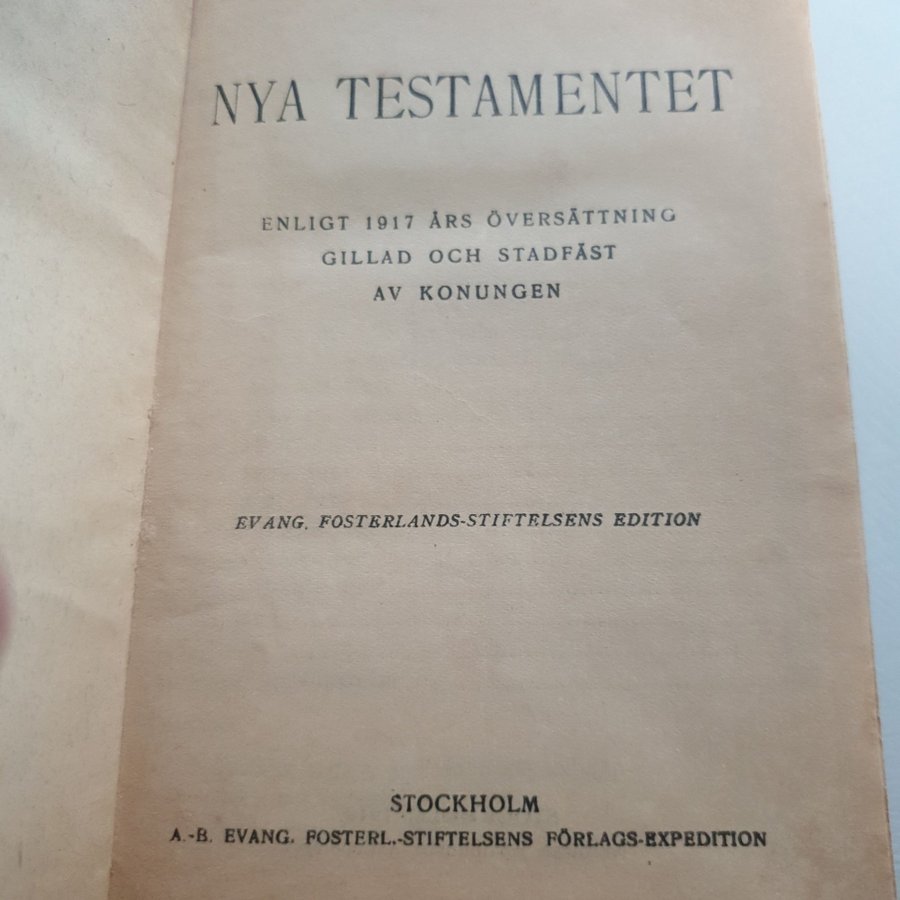 NYA TESTAMENTET
ENLIGT 1917 ÅRS ÖVERSÄTTNING
GILLAD OCH STADFÄST
AV KONUNGEN
EVANG. FOSTERLANDS-STIFTELSENS EDITION
STOCKHOLM
A.-B. EVANG. FOSTERL.-STIFTELSENS FÖRLAGS-EXPEDITION